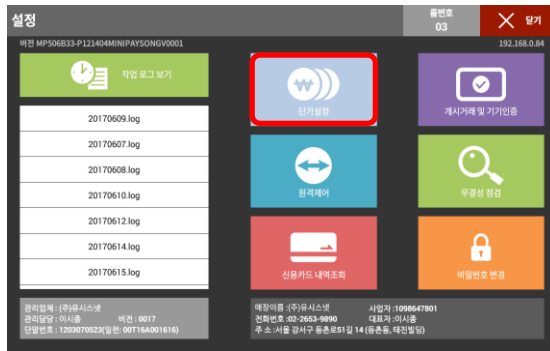 설정
룸번호
03
닫기
버전 MP506B33-P121404MINIPAYSONGV0001
192.168.0.84
작업 로그 보기
단가설정
개시거래 및 기기인증
20170609.log
20170607.log
20170608.log
20170610.log
20170612.log
20170614.log
20170615.log
원격제어
무결성 점검
신용카드 내역조회
비밀번호 변경
관리업체 : (주)유시스넷
관리담당 : 이시종 버전 : 0017
단말번호 : 1203070523(일련: 00T16A001616)
매장이름 :(주)유시스넷 사업자 :1098647801
전화번호 :02-2653-9890 대표자 :이시종
주 소 :서울 강서구 등촌로51길 14 (등촌동, 태진빌딩)